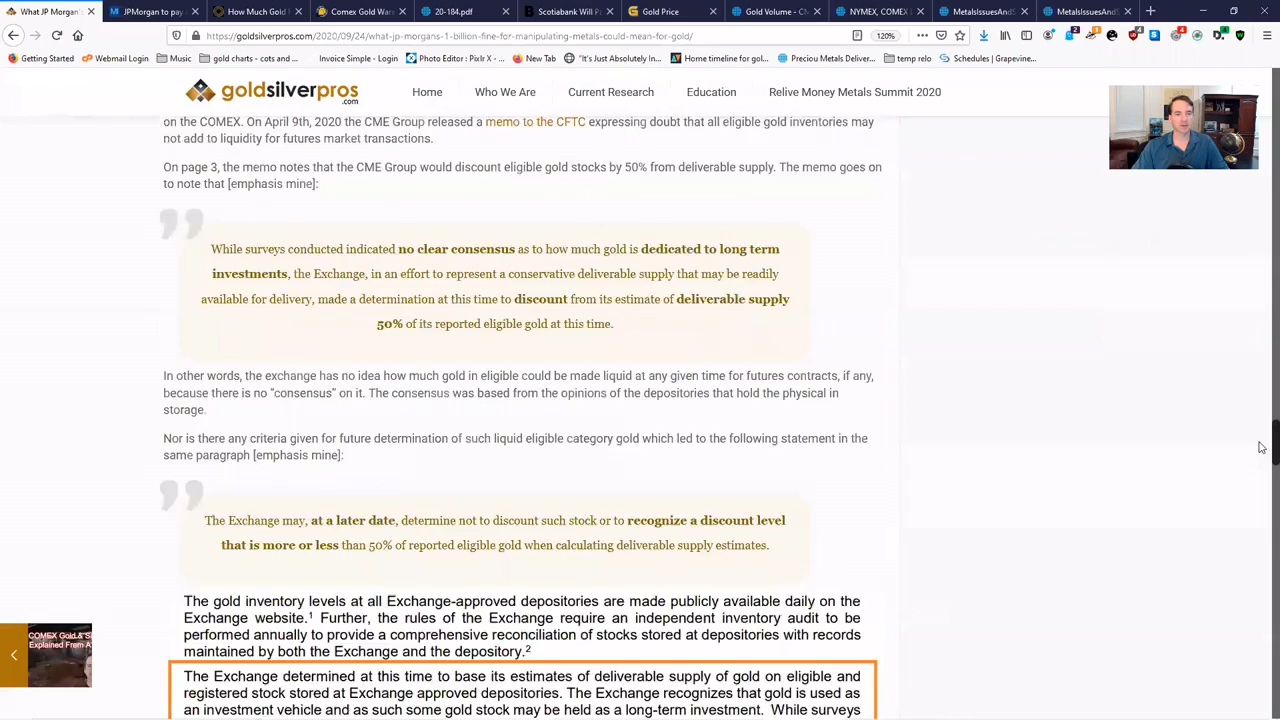 What JP Morgan's
JPMorgan to pay
How Much Gold
Comex Gold War
20-184.pdf
Scotiabank Will P
Gold Price
Gold Volume - C
NYMEX, COMEX
MetalsIssuesAndS
MetalsIssuesAndS
https://goldsilverpros.com/2020/09/24/what-jp-morgans-1-billion-fine-for-manipulating-metals-could-mean-for-gold/
120%
Getting Started
Webmail Login
Music
gold charts - cots and ...
Invoice Simple - Login
Photo Editor : Pixlr X - ...
New Tab
"It's Just Absolutely In...
Home timeline for gol...
Preciou Metals Deliver...
temp relo
Schedules | Grapevine...
goldsilverpros
.com
Home
Who We Are
Current Research
Education
Relive Money Metals Summit 2020
on the COMEX. On April 9th, 2020 the CME Group released a memo to the CFTC expressing doubt that all eligible gold inventories may
not add to liquidity for futures market transactions.
On page 3, the memo notes that the CME Group would discount eligible gold stocks by 50% from deliverable supply. The memo goes on
to note that [emphasis mine]:
While surveys conducted indicated no clear consensus as to how much gold is dedicated to long term
investments, the Exchange, in an effort to represent a conservative deliverable supply that may be readily
available for delivery, made a determination at this time to discount from its estimate of deliverable supply
50% of its reported eligible gold at this time.
In other words, the exchange has no idea how much gold in eligible could be made liquid at any given time for futures contracts, if any,
because there is no "consensus" on it. The consensus was based from the opinions of the depositories that hold the physical in
storage.
Nor is there any criteria given for future determination of such liquid eligible category gold which led to the following statement in the
same paragraph [emphasis mine]:
The Exchange may, at a later date, determine not to discount such stock or to recognize a discount level
that is more or less than 50% of reported eligible gold when calculating deliverable supply estimates.
The gold inventory levels at all Exchange-approved depositories are made publicly available daily on the
Exchange website.1 Further, the rules of the Exchange require an independent inventory audit to be
performed annually to provide a comprehensive reconciliation of stocks stored at depositories with records
maintained by both the Exchange and the depository.2
COMEX Gold & Si
Explained From A
The Exchange determined at this time to base its estimates of deliverable supply of gold on eligible and
registered stock stored at Exchange approved depositories. The Exchange recognizes that gold is used as
an investment vehicle and as such some gold stock may be held as a long-term investment. While surveys